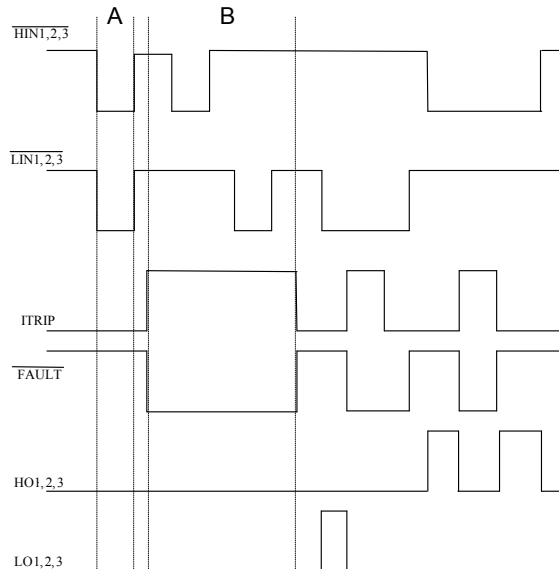 A B
HIN1,2,3
LIN1,2,3
ITRIP
FAULT
HO1,2,3
LO1,2,3